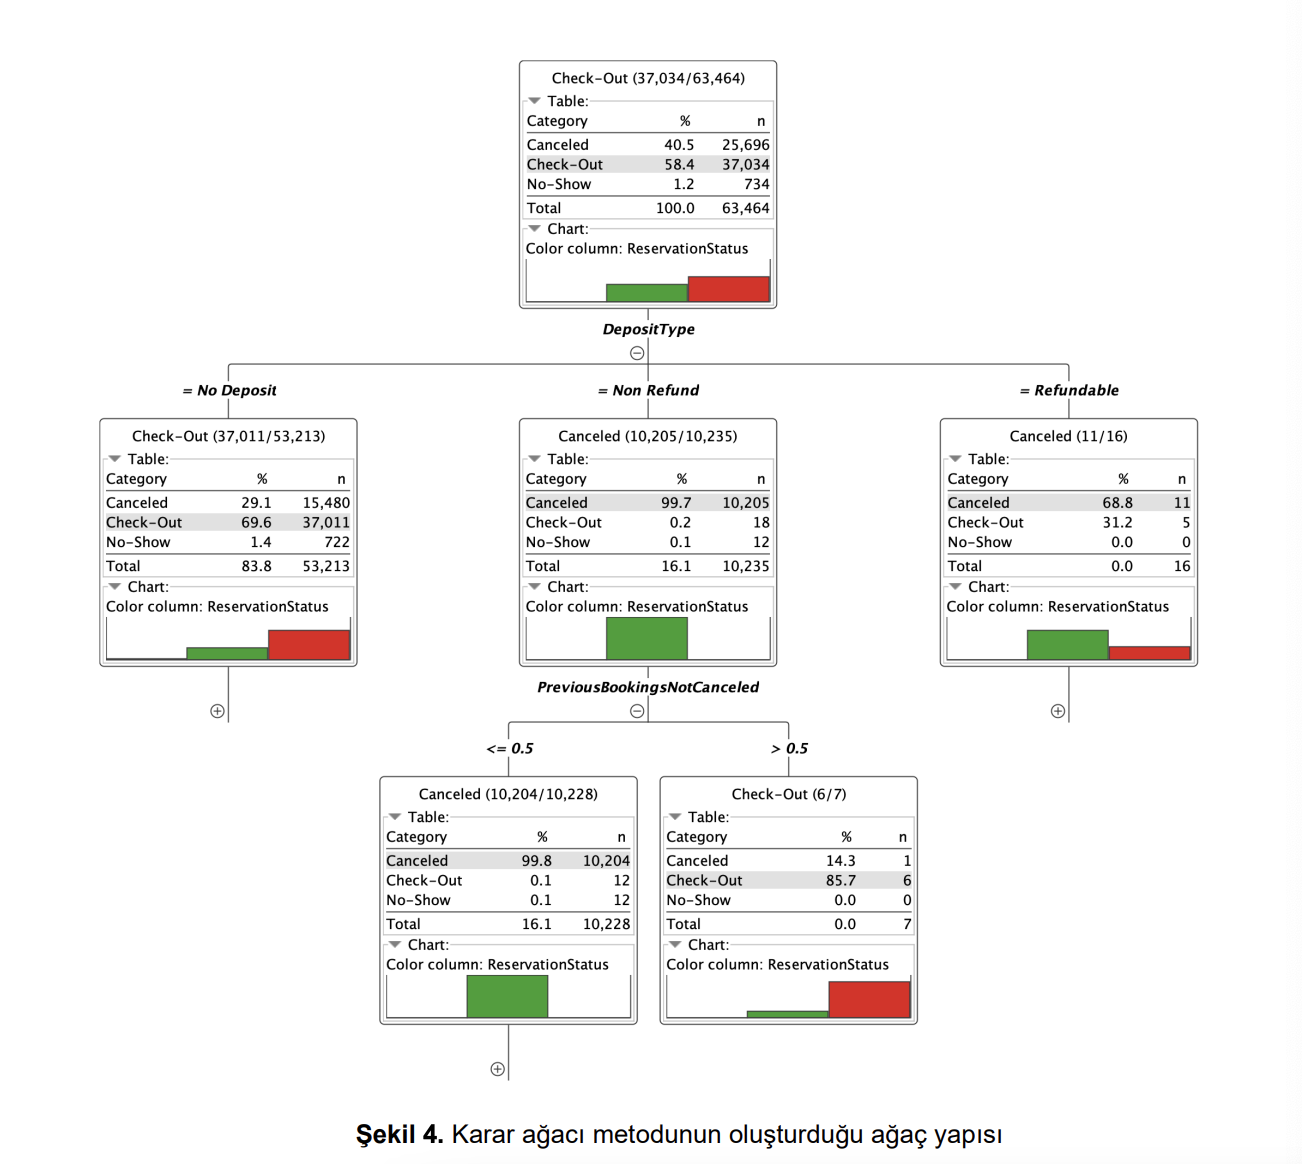 Check-Out (37,034/63,464)
Table:
Category % n
Canceled 40.5 25,696
Check-Out 58.4 37,034
No-Show 1.2 734
Total 100.0 63,464
Chart:
Color column: ReservationStatus
DepositType
= No Deposit
= Non Refund
= Refundable
Check-Out (37,011/53,213)
Table:
Category % n
Canceled 29.1 15,480
Check-Out 69.6 37,011
No-Show 1.4 722
Total 83.8 53,213
Chart:
Color column: ReservationStatus
Canceled (10,205/10,235)
Table:
Category % n
Canceled 99.7 10,205
Check-Out 0.2 18
No-Show 0.1 12
Total 16.1 10,235
Chart:
Color column: ReservationStatus
Canceled (11/16)
Table:
Category % n
Canceled 68.8 11
Check-Out 31.2 5
No-Show 0.0 0
Total 0.0 16
Chart:
Color column: ReservationStatus
PreviousBookingsNotCanceled
<= 0.5
> 0.5
Canceled (10,204/10,228)
Table:
Category % n
Canceled 99.8 10,204
Check-Out 0.1 12
No-Show 0.1 12
Total 16.1 10,228
Chart:
Color column: ReservationStatus
Check-Out (6/7)
Table:
Category % n
Canceled 14.3 1
Check-Out 85.7 6
No-Show 0.0 0
Total 0.0 7
Chart:
Color column: ReservationStatus
Şekil 4. Karar ağacı metodunun oluşturduğu ağaç yapısı